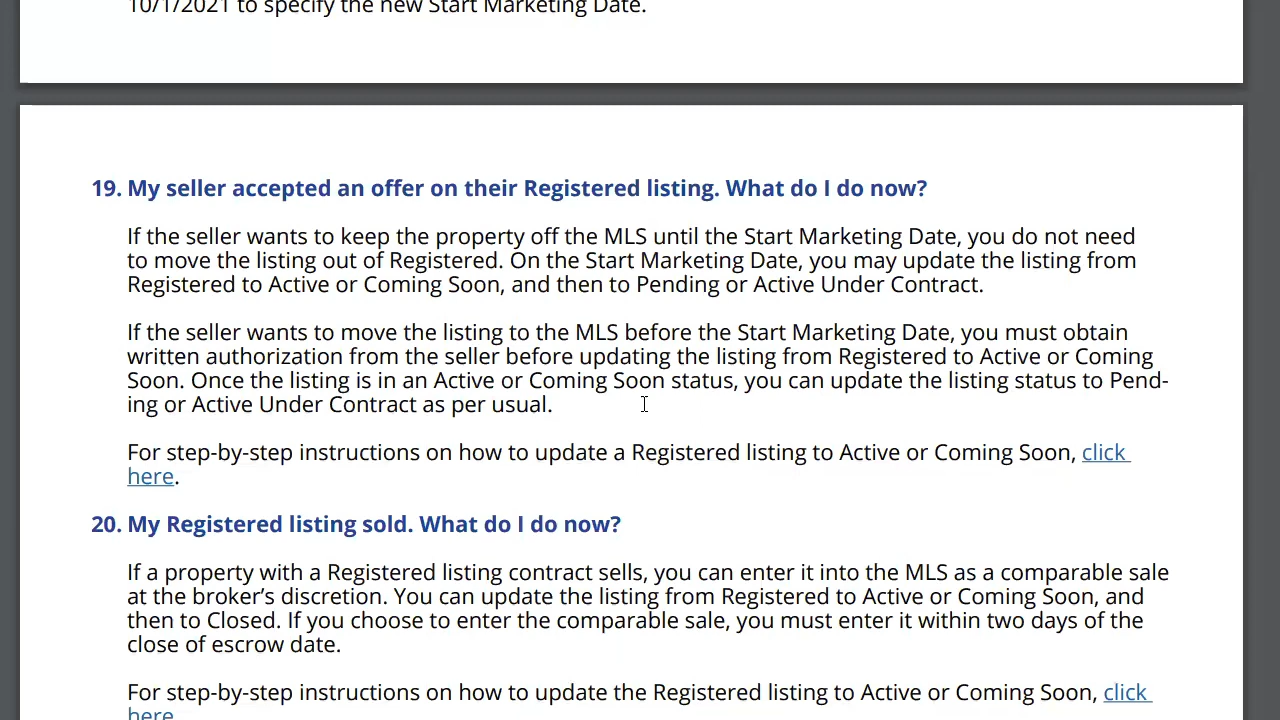 10/1/2021 to specify the new Start Marketing Date.
19. My seller accepted an offer on their Registered listing. What do I do now?
If the seller wants to keep the property off the MLS until the Start Marketing Date, you do not need
to move the listing out of Registered. On the Start Marketing Date, you may update the listing from
Registered to Active or Coming Soon, and then to Pending or Active Under Contract.
If the seller wants to move the listing to the MLS before the Start Marketing Date, you must obtain
written authorization from the seller before updating the listing from Registered to Active or Coming
Soon. Once the listing is in an Active or Coming Soon status, you can update the listing status to Pend-
ing or Active Under Contract as per usual.
For step-by-step instructions on how to update a Registered listing to Active or Coming Soon, click
here.
20. My Registered listing sold. What do I do now?
If a property with a Registered listing contract sells, you can enter it into the MLS as a comparable sale
at the broker’s discretion. You can update the listing from Registered to Active or Coming Soon, and
then to Closed. If you choose to enter the comparable sale, you must enter it within two days of the
close of escrow date.
For step-by-step instructions on how to update the Registered listing to Active or Coming Soon, click
here